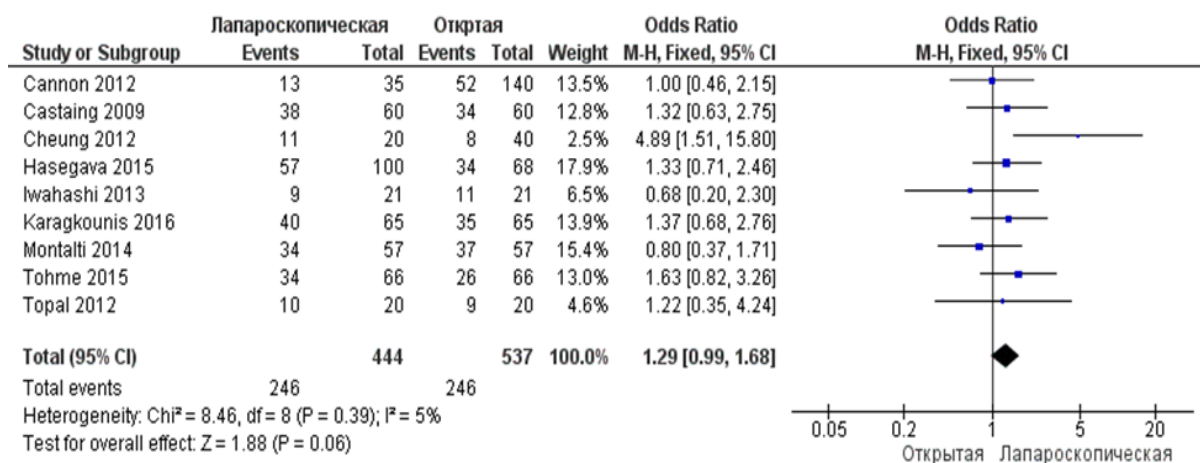 Лапароскопическая Откртая Odds Ratio Odds Ratio
Study or Subgroup Events Total Events Total Weight M-H, Fixed, 95% CI M-H, Fixed, 95% CI
Cannon 2012 13 35 52 140 13.5% 1.00 [0.46, 2.15]
Castaing 2009 38 60 34 60 12.8% 1.32 [0.63, 2.75]
Cheung 2012 11 20 8 40 2.5% 4.89 [1.51, 15.80]
Hasegava 2015 57 100 34 68 17.9% 1.33 [0.71, 2.46]
Iwahashi 2013 9 21 11 21 6.5% 0.68 [0.20, 2.30]
Karagkounis 2016 40 65 35 65 13.9% 1.37 [0.68, 2.76]
Montalti 2014 34 57 37 57 15.4% 0.80 [0.37, 1.71]
Tohme 2015 34 66 26 66 13.0% 1.63 [0.82, 3.26]
Topal 2012 10 20 9 20 4.6% 1.22 [0.35, 4.24]
Total (95% CI) 444 537 100.0% 1.29 [0.99, 1.68]
Total events 246 246
Heterogeneity: Chi² = 8.46, df = 8 (P = 0.39); I² = 5%
Test for overall effect: Z = 1.88 (P = 0.06)
0.05 0.2 1 5 20
Открытая Лапароскопическая